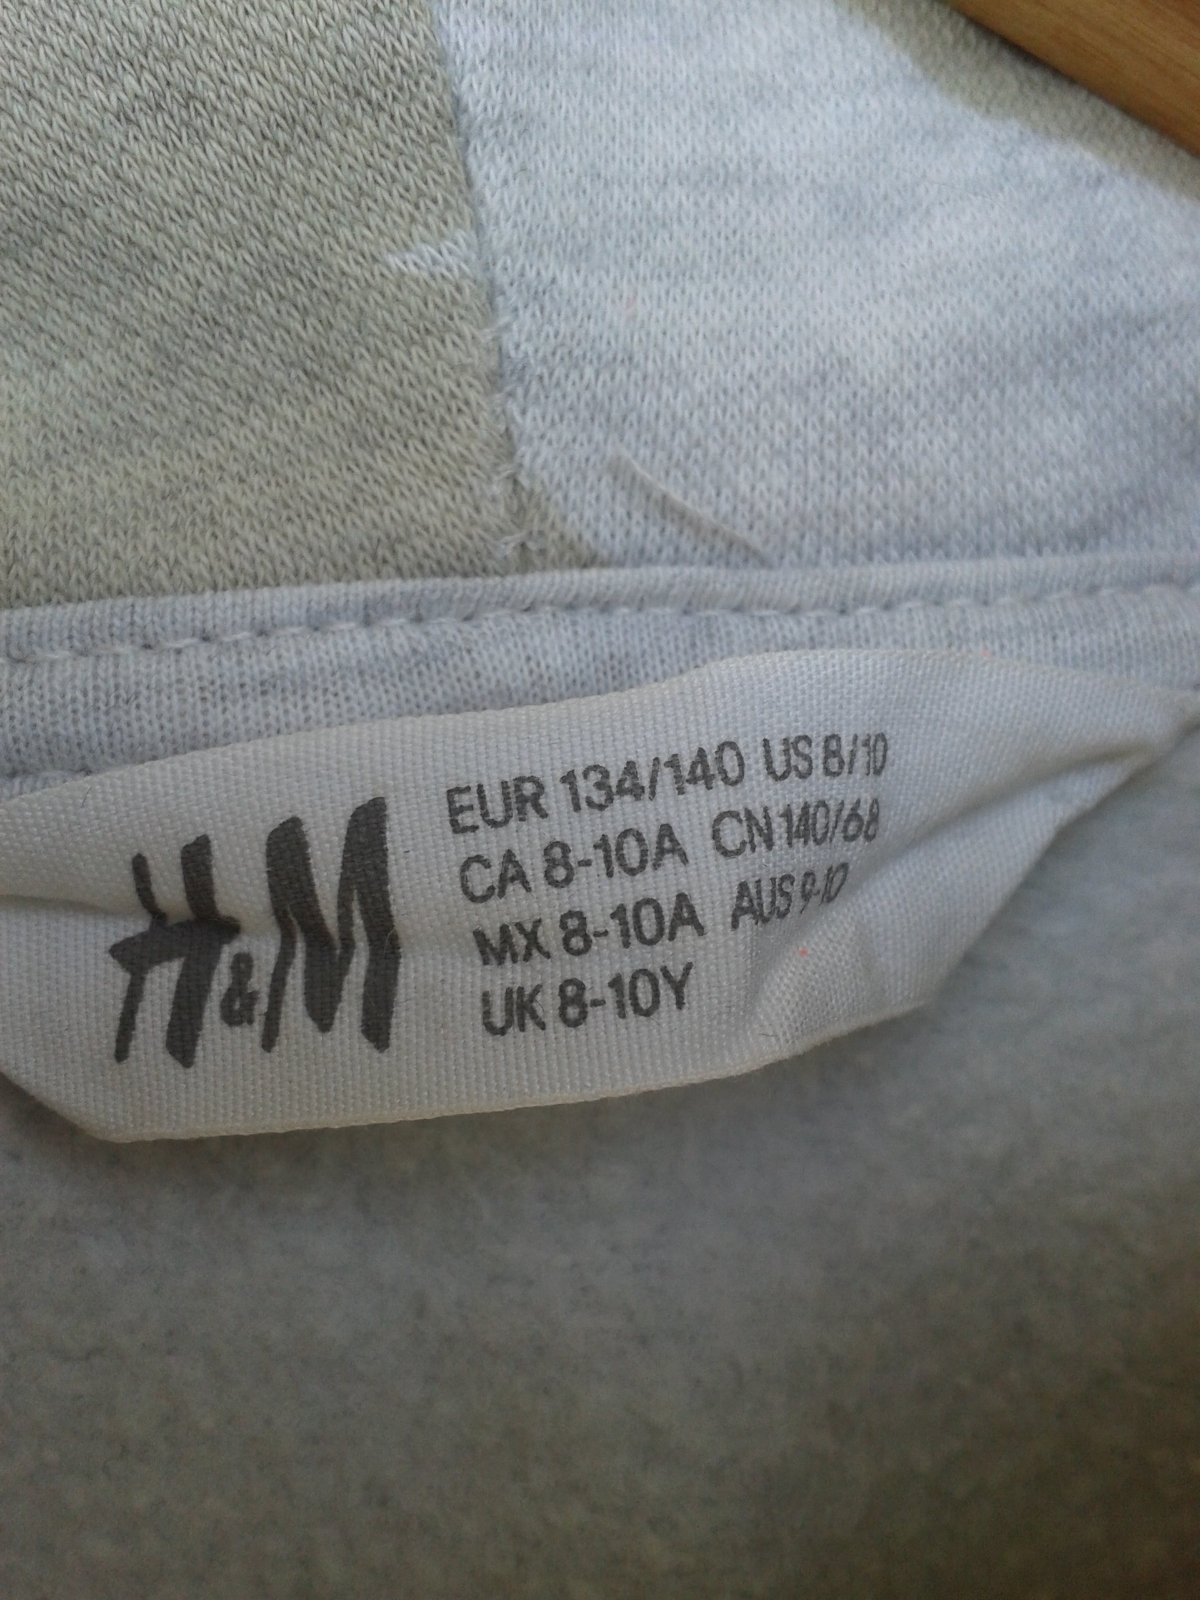 H&M
EUR 134/140 US 8/10
CA 8-10A CN 140/68
MX 8-10A AUS 9-10
UK 8-10Y